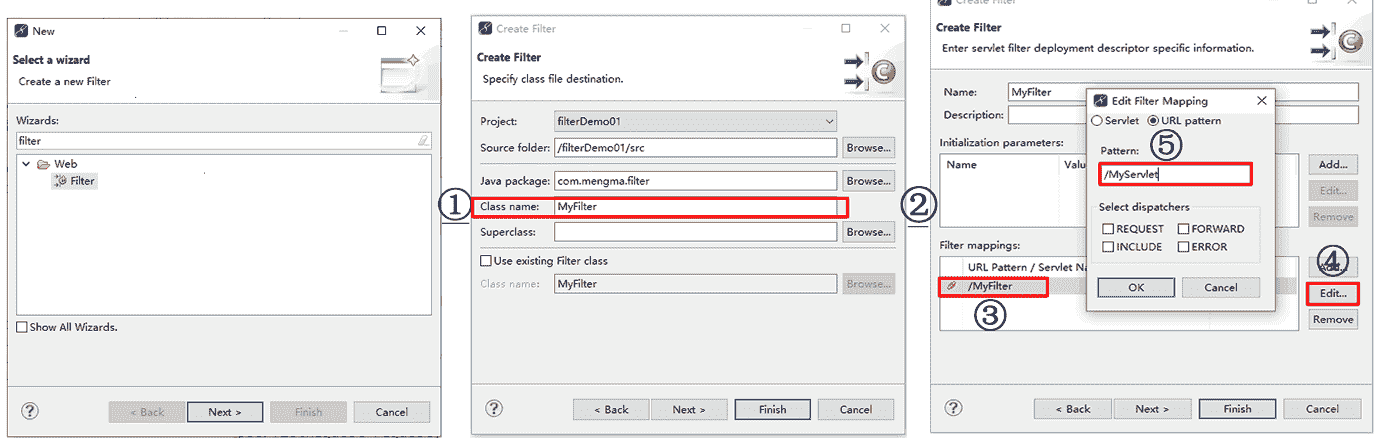 New
Select a wizard
Create a new Filter
Wizards:
filter
Web
Filter
Show All Wizards.
?
< Back
Next >
Finish
Cancel
①
Create Filter
Create Filter
Specify class file destination.
Project:
filterDemo01
Source folder:
/filterDemo01/src
Browse...
Java package:
com.mengma.filter
Browse...
Class name:
MyFilter
Superclass:
Browse...
Use existing Filter class
Class name:
MyFilter
Browse...
?
< Back
Next >
Finish
Cancel
②
Create Filter
Create Filter
Enter servlet filter deployment descriptor specific information.
Name:
MyFilter
Description:
Initialization parameters:
Name
Valu
Add...
Edit...
Remove
Filter mappings:
URL Pattern / Servlet Na
/MyFilter
③
④
Add...
Edit...
Remove
Edit Filter Mapping
Servlet
URL pattern
⑤
Pattern:
/MyServlet
Select dispatchers
REQUEST
FORWARD
INCLUDE
ERROR
OK
Cancel
?
< Back
Next >
Finish
Cancel